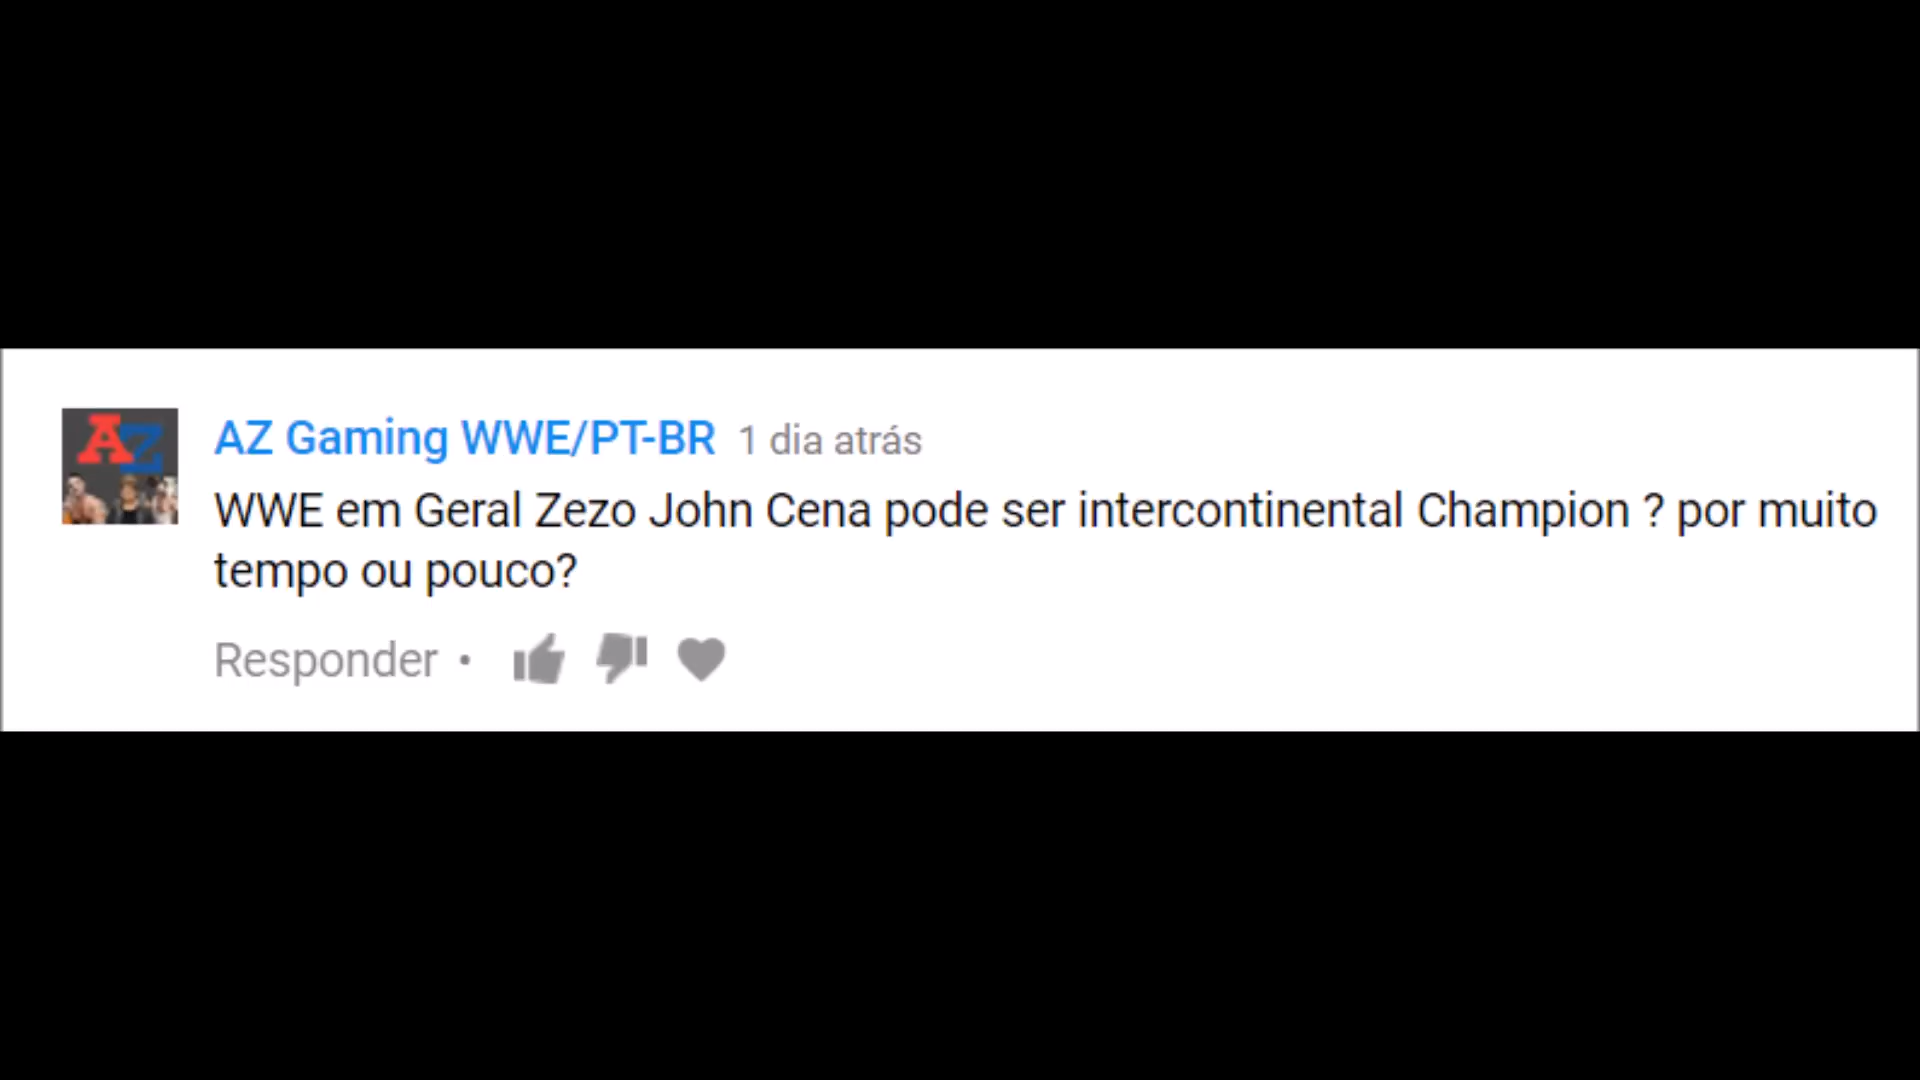 AZ
AZ Gaming WWE/PT-BR 1 dia atrás
WWE em Geral Zezo John Cena pode ser intercontinental Champion ? por muito
tempo ou pouco?
Responder •